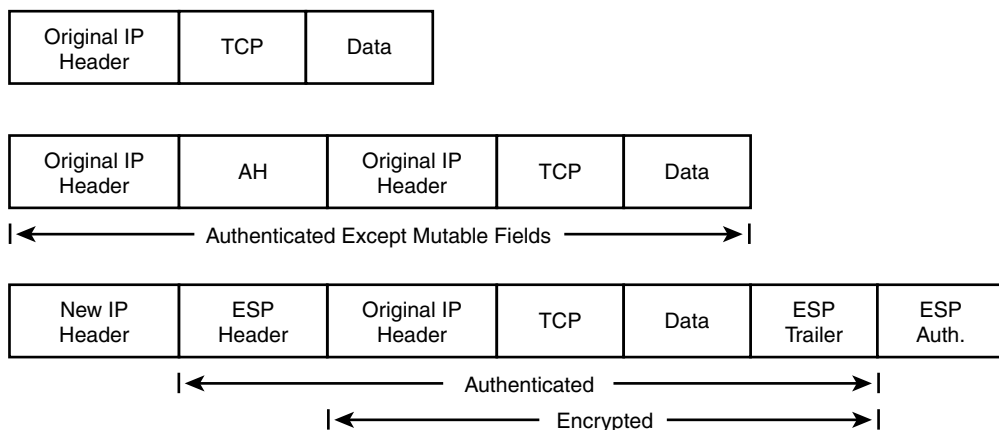 Original IP
Header
TCP
Data
Original IP
Header
AH
Original IP
Header
TCP
Data
Authenticated Except Mutable Fields
New IP
Header
ESP
Header
Original IP
Header
TCP
Data
ESP
Trailer
ESP
Auth.
Authenticated
Encrypted